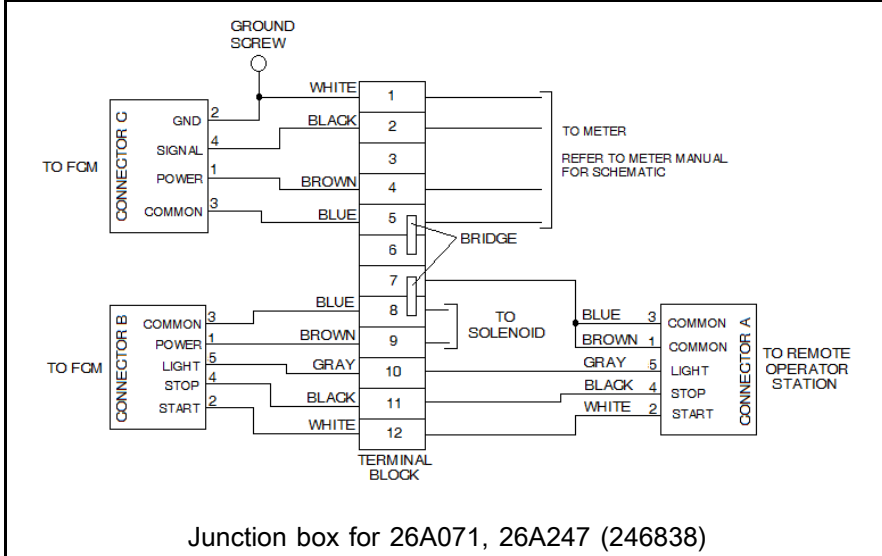 GROUND
SCREW
TO FCM
CONNECTOR C
GND 2
SIGNAL 4
POWER 1
COMMON 3
WHITE
BLACK
BROWN
BLUE
1
2
3
4
5
6
7
8
9
10
11
12
TO METER
REFER TO METER MANUAL
FOR SCHEMATIC
BRIDGE
TO FCM
CONNECTOR B
COMMON 3
POWER 1
LIGHT 5
STOP 4
START 2
BLUE
BROWN
GRAY
BLACK
WHITE
TO
SOLENOID
BLUE 3 COMMON
BROWN 1 COMMON
GRAY 5 LIGHT
BLACK 4 STOP
WHITE 2 START
CONNECTOR A
TO REMOTE
OPERATOR
STATION
TERMINAL
BLOCK
Junction box for 26A071, 26A247 (246838)